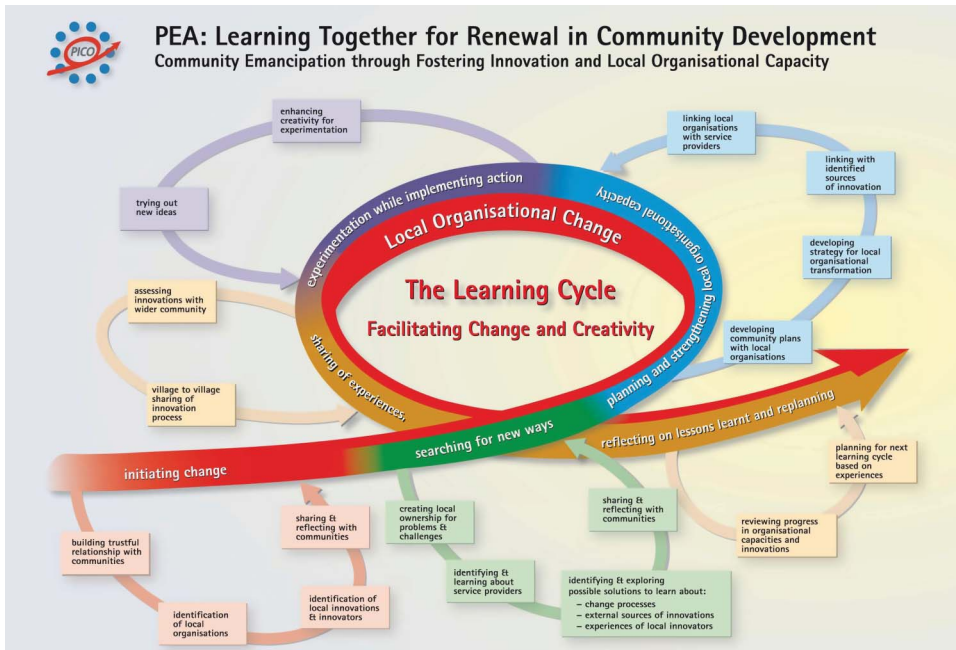 PICO
PEA: Learning Together for Renewal in Community Development
Community Emancipation through Fostering Innovation and Local Organisational Capacity
enhancing
creativity for
experimentation
trying out
new ideas
linking local
organisations
with service
providers
linking with
identified
sources
of innovation
developing
strategy for local
organisational
transformation
developing
community plans
with local
organisations
experimentation while implementing action
planning and strengthening local organisational capacity
Local Organisational Change
The Learning Cycle
Facilitating Change and Creativity
assessing
innovations with
wider community
village to village
sharing of
innovation
process
sharing of experiences,
reflecting on lessons learnt and replanning
searching for new ways
initiating change
building trustful
relationship with
communities
identification
of local
organisations
identification of
local innovations
& innovators
sharing &
reflecting with
communities
creating local
ownership for
problems &
challenges
identifying &
learning about
service providers
identifying & exploring
possible solutions to learn about:
– change processes
– external sources of innovations
– experiences of local innovators
sharing &
reflecting with
communities
reviewing progress
in organisational
capacities and
innovations
planning for next
learning cycle
based on
experiences